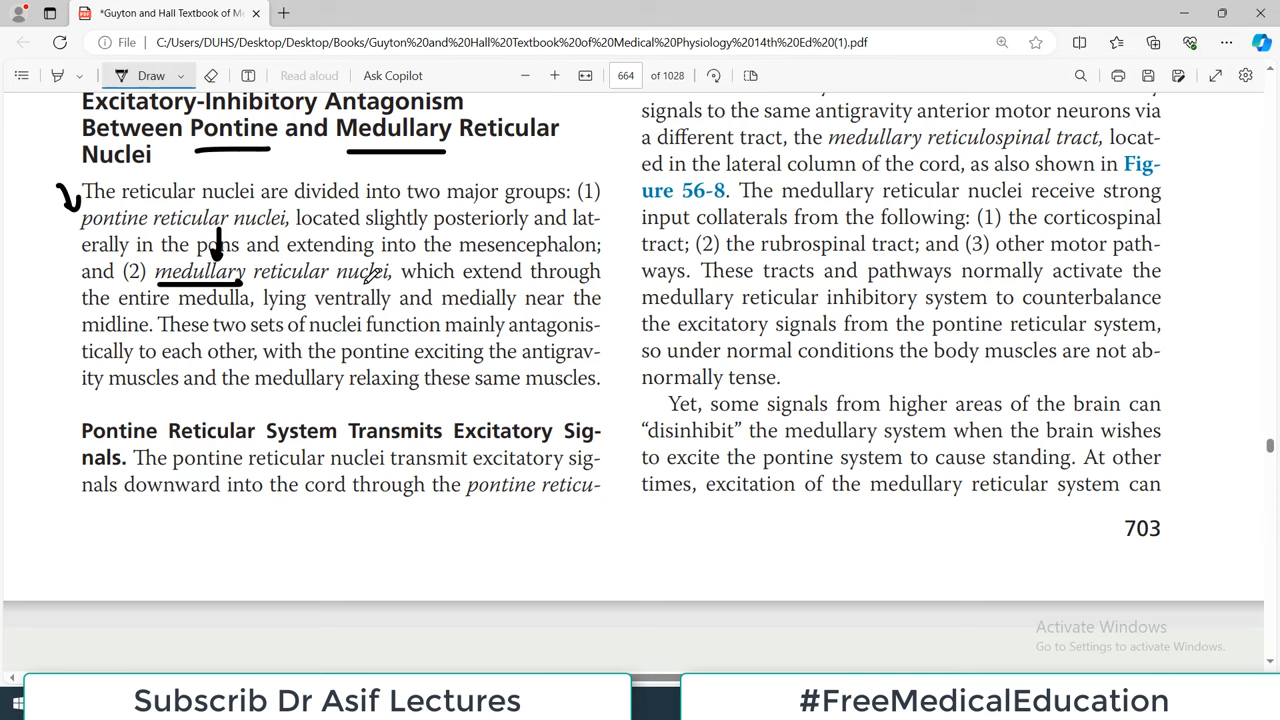 *Guyton and Hall Textbook of Me
File
C:/Users/DUHS/Desktop/Desktop/Books/Guyton%20and%20Hall%20Textbook%20of%20Medical%20Physiology%2014th%20Ed%20(1).pdf
Draw
Read aloud
Ask Copilot
664 of 1028
Excitatory-Inhibitory Antagonism
Between Pontine and Medullary Reticular
Nuclei
The reticular nuclei are divided into two major groups: (1)
pontine reticular nuclei, located slightly posteriorly and lat-
erally in the pons and extending into the mesencephalon;
and (2) medullary reticular nuclei, which extend through
the entire medulla, lying ventrally and medially near the
midline. These two sets of nuclei function mainly antagonis-
tically to each other, with the pontine exciting the antigrav-
ity muscles and the medullary relaxing these same muscles.
Pontine Reticular System Transmits Excitatory Sig-
nals. The pontine reticular nuclei transmit excitatory sig-
nals downward into the cord through the pontine reticu-
signals to the same antigravity anterior motor neurons via
a different tract, the medullary reticulospinal tract, locat-
ed in the lateral column of the cord, as also shown in Fig-
ure 56-8. The medullary reticular nuclei receive strong
input collaterals from the following: (1) the corticospinal
tract; (2) the rubrospinal tract; and (3) other motor path-
ways. These tracts and pathways normally activate the
medullary reticular inhibitory system to counterbalance
the excitatory signals from the pontine reticular system,
so under normal conditions the body muscles are not ab-
normally tense.
Yet, some signals from higher areas of the brain can
“disinhibit” the medullary system when the brain wishes
to excite the pontine system to cause standing. At other
times, excitation of the medullary reticular system can
703
Activate Windows
Go to Settings to activate Windows.
Subscrib Dr Asif Lectures
#FreeMedicalEducation